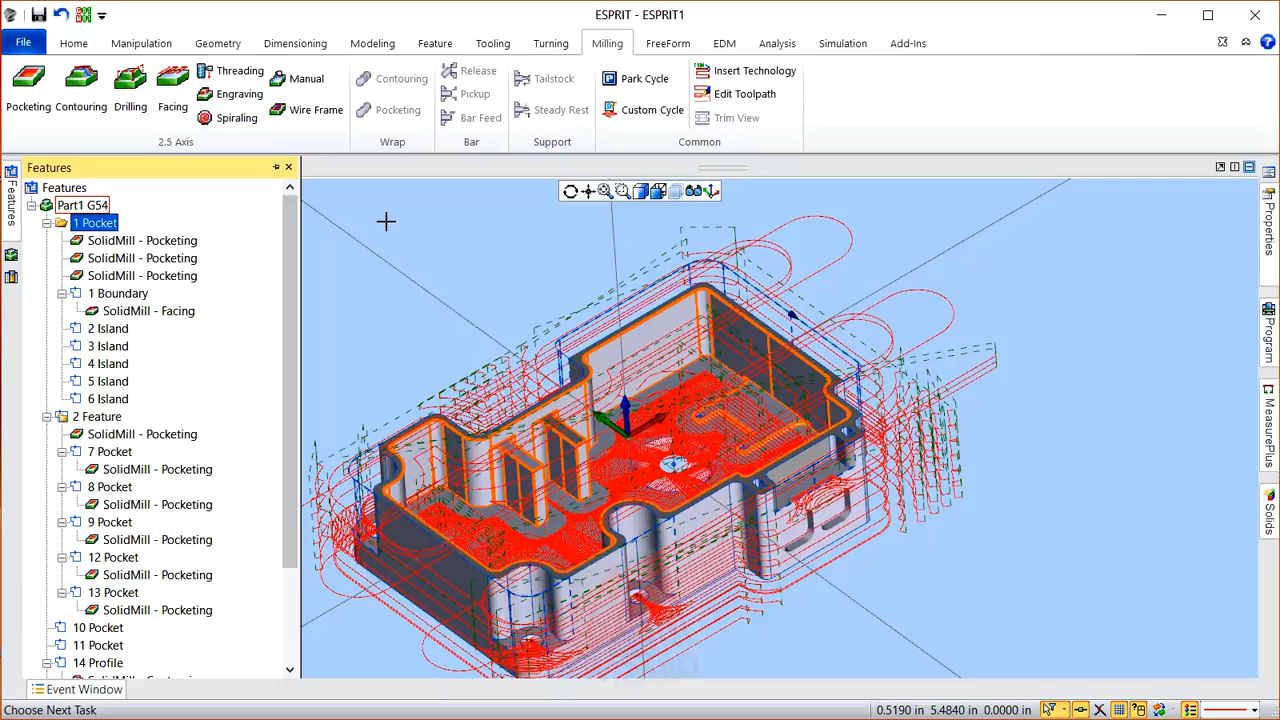 ESPRIT - ESPRIT1
File Home Manipulation Geometry Dimensioning Modeling Feature Tooling Turning Milling FreeForm EDM Analysis Simulation Add-Ins
Pocketing Contouring Drilling Facing
Threading
Engraving
Spiraling
Manual
Wire Frame
2.5 Axis
Contouring
Pocketing
Wrap
Release
Pickup
Bar Feed
Bar
Tailstock
Steady Rest
Support
Park Cycle
Custom Cycle
Insert Technology
Edit Toolpath
Trim View
Common
Features
Features
Features
Part1 G54
1 Pocket
SolidMill - Pocketing
SolidMill - Pocketing
SolidMill - Pocketing
1 Boundary
SolidMill - Facing
2 Island
3 Island
4 Island
5 Island
6 Island
2 Feature
SolidMill - Pocketing
7 Pocket
SolidMill - Pocketing
8 Pocket
SolidMill - Pocketing
9 Pocket
SolidMill - Pocketing
12 Pocket
SolidMill - Pocketing
13 Pocket
SolidMill - Pocketing
10 Pocket
11 Pocket
14 Profile
Properties
Program
MeasurePlus
Solids
Event Window
Choose Next Task
0.5190 in 5.4840 in 0.0000 in